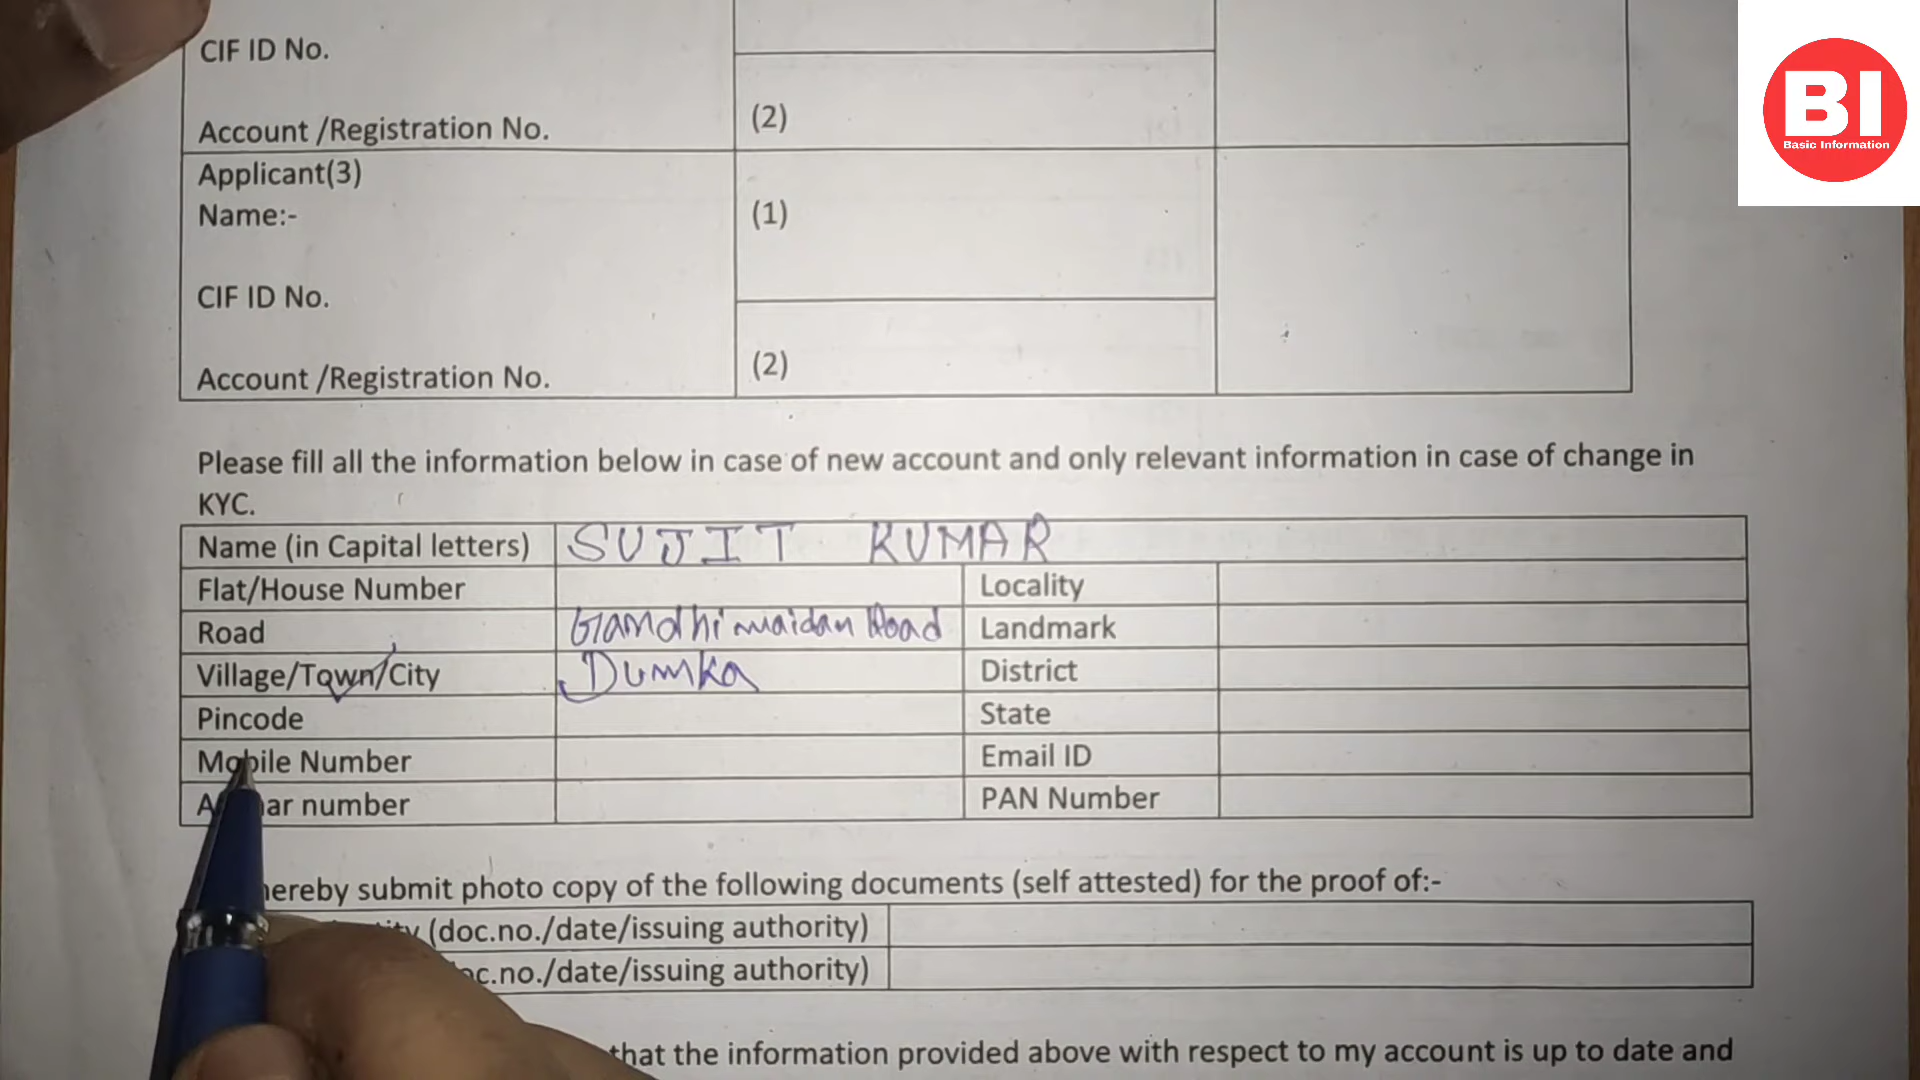 CIF ID No.
Account /Registration No. (2)
BI
Basic Information
Applicant(3)
Name:- (1)
CIF ID No.
Account /Registration No. (2)
Please fill all the information below in case of new account and only relevant information in case of change in
KYC.
Name (in Capital letters) SUJIT KUMAR
Flat/House Number Locality
Road Gandhi maidan Road Landmark
Village/Town/City Dumka District
Pincode State
Mobile Number Email ID
number PAN Number
hereby submit photo copy of the following documents (self attested) for the proof of:-
(doc.no./date/issuing authority)
doc.no./date/issuing authority)
that the information provided above with respect to my account is up to date and